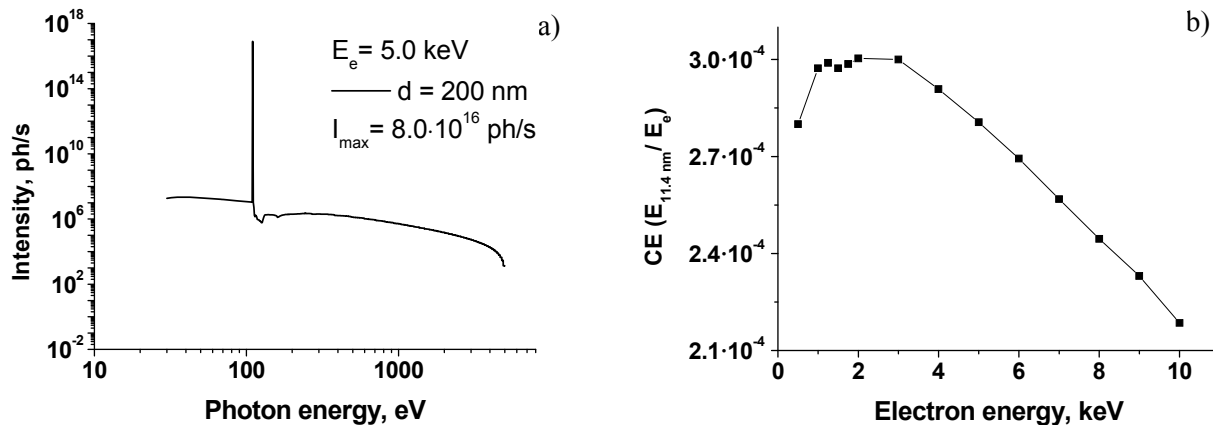 a)
E_e = 5.0 keV
d = 200 nm
I_max = 8.0·10^16 ph/s
Intensity, ph/s
10^18
10^14
10^10
10^6
10^2
10^-2
10 100 1000
Photon energy, eV
b)
CE (E_11.4 nm / E_e)
3.0·10^-4
2.7·10^-4
2.4·10^-4
2.1·10^-4
0 2 4 6 8 10
Electron energy, keV